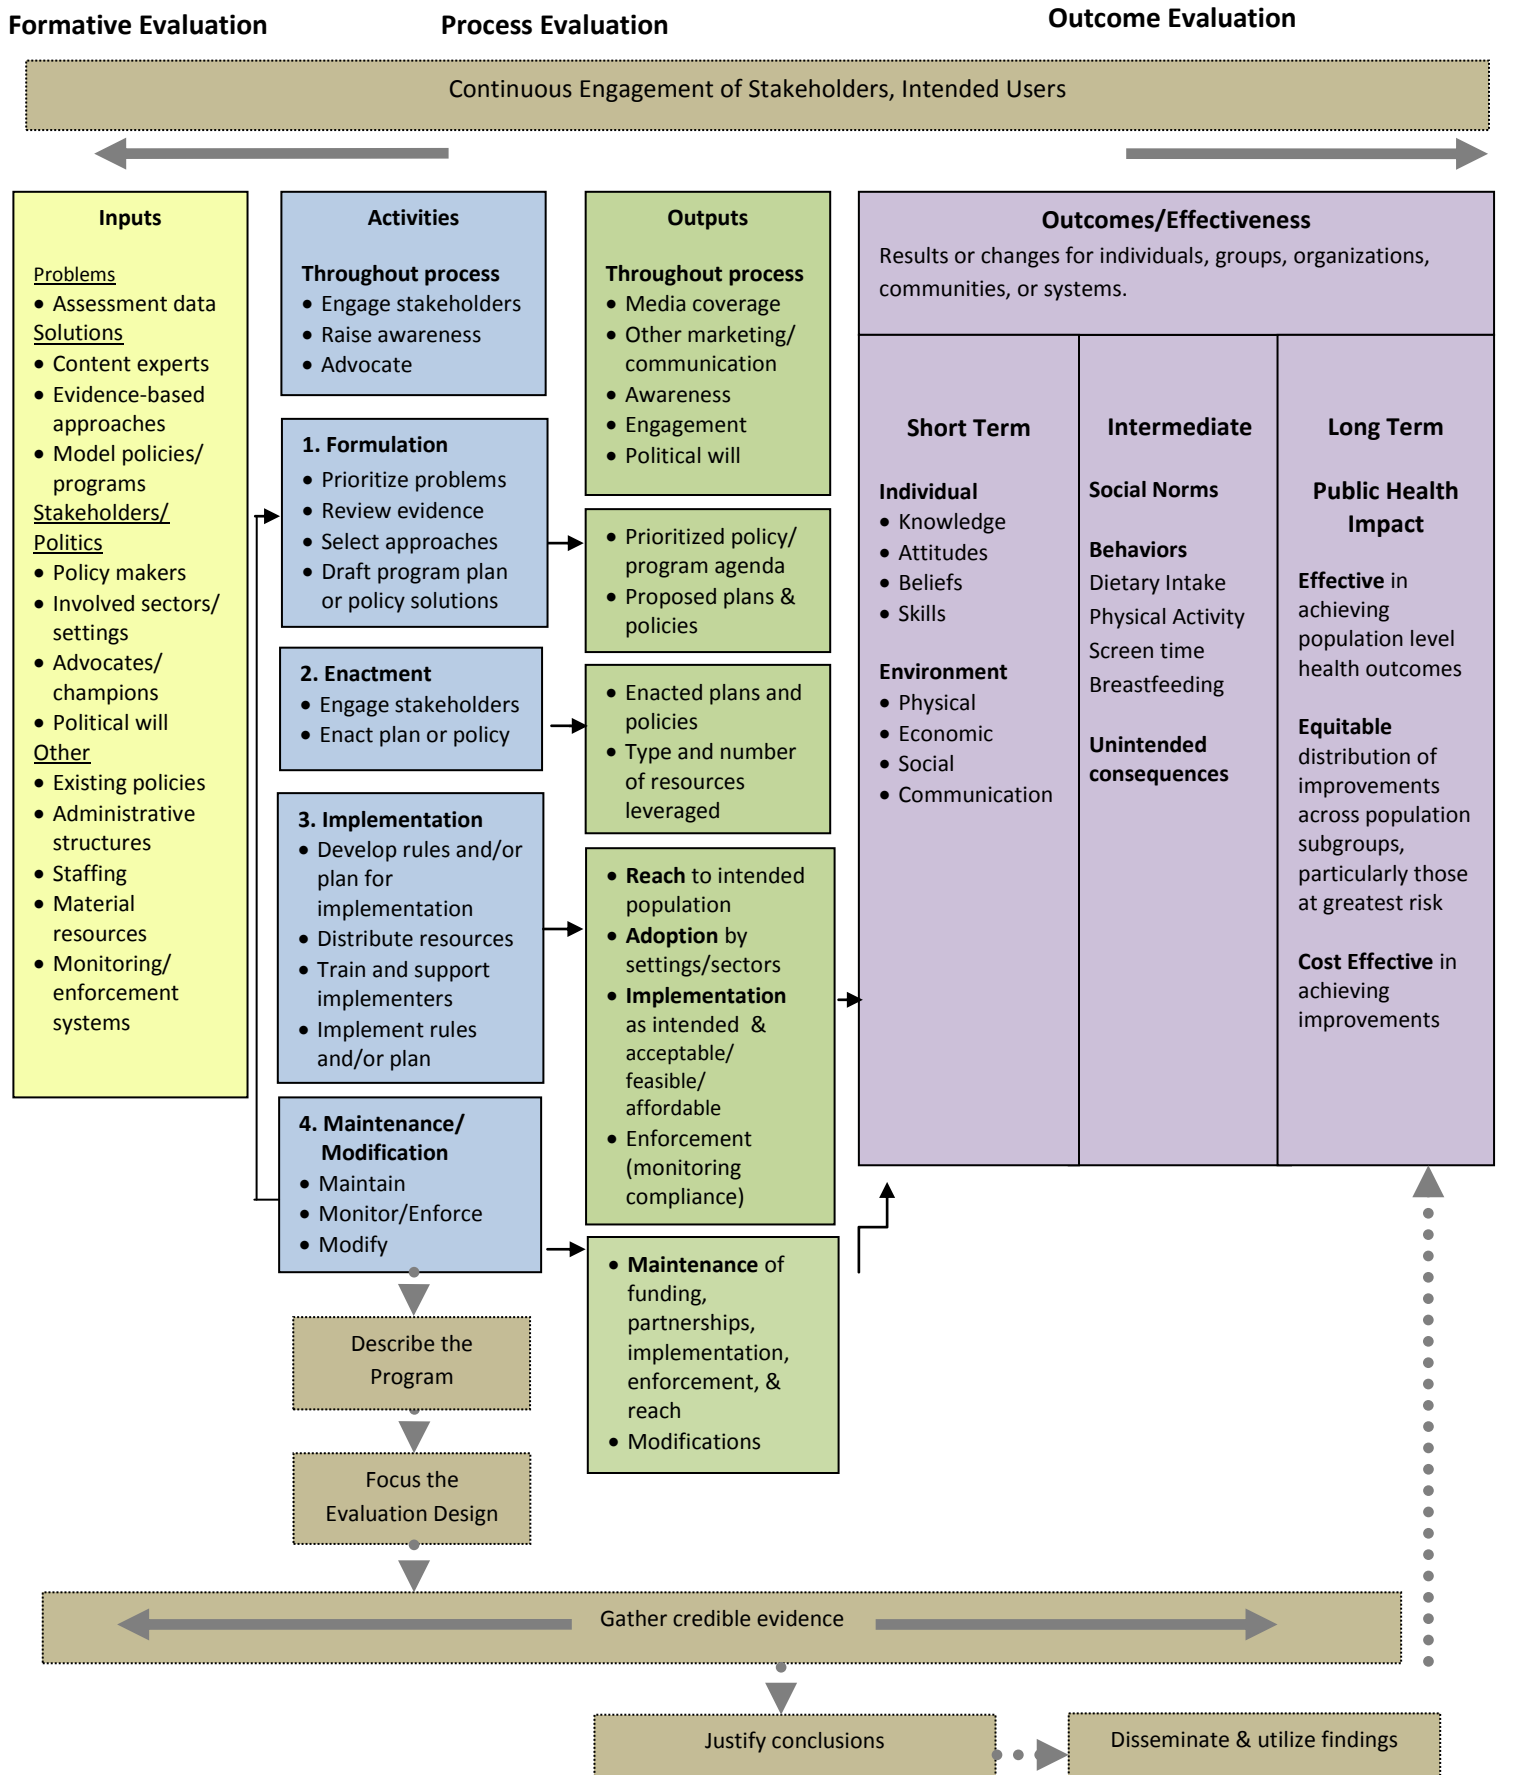 Formative Evaluation
Process Evaluation
Outcome Evaluation
Continuous Engagement of Stakeholders, Intended Users
Inputs
Problems
• Assessment data
Solutions
• Content experts
• Evidence-based
approaches
• Model policies/
programs
Stakeholders/
Politics
• Policy makers
• Involved sectors/
settings
• Advocates/
champions
• Political will
Other
• Existing policies
• Administrative
structures
• Staffing
• Material
resources
• Monitoring/
enforcement
systems
Activities
Throughout process
• Engage stakeholders
• Raise awareness
• Advocate
1. Formulation
• Prioritize problems
• Review evidence
• Select approaches
• Draft program plan
or policy solutions
2. Enactment
• Engage stakeholders
• Enact plan or policy
3. Implementation
• Develop rules and/or
plan for
implementation
• Distribute resources
• Train and support
implementers
• Implement rules
and/or plan
4. Maintenance/
Modification
• Maintain
• Monitor/Enforce
• Modify
Outputs
Throughout process
• Media coverage
• Other marketing/
communication
• Awareness
• Engagement
• Political will
• Prioritized policy/
program agenda
• Proposed plans &
policies
• Enacted plans and
policies
• Type and number
of resources
leveraged
• Reach to intended
population
• Adoption by
settings/sectors
• Implementation
as intended &
acceptable/
feasible/
affordable
• Enforcement
(monitoring
compliance)
• Maintenance of
funding,
partnerships,
implementation,
enforcement, &
reach
• Modifications
Outcomes/Effectiveness
Results or changes for individuals, groups, organizations,
communities, or systems.
Short Term
Individual
• Knowledge
• Attitudes
• Beliefs
• Skills
Environment
• Physical
• Economic
• Social
• Communication
Intermediate
Social Norms
Behaviors
Dietary Intake
Physical Activity
Screen time
Breastfeeding
Unintended
consequences
Long Term
Public Health
Impact
Effective in
achieving
population level
health outcomes
Equitable
distribution of
improvements
across population
subgroups,
particularly those
at greatest risk
Cost Effective in
achieving
improvements
Describe the
Program
Focus the
Evaluation Design
Gather credible evidence
Justify conclusions
Disseminate & utilize findings